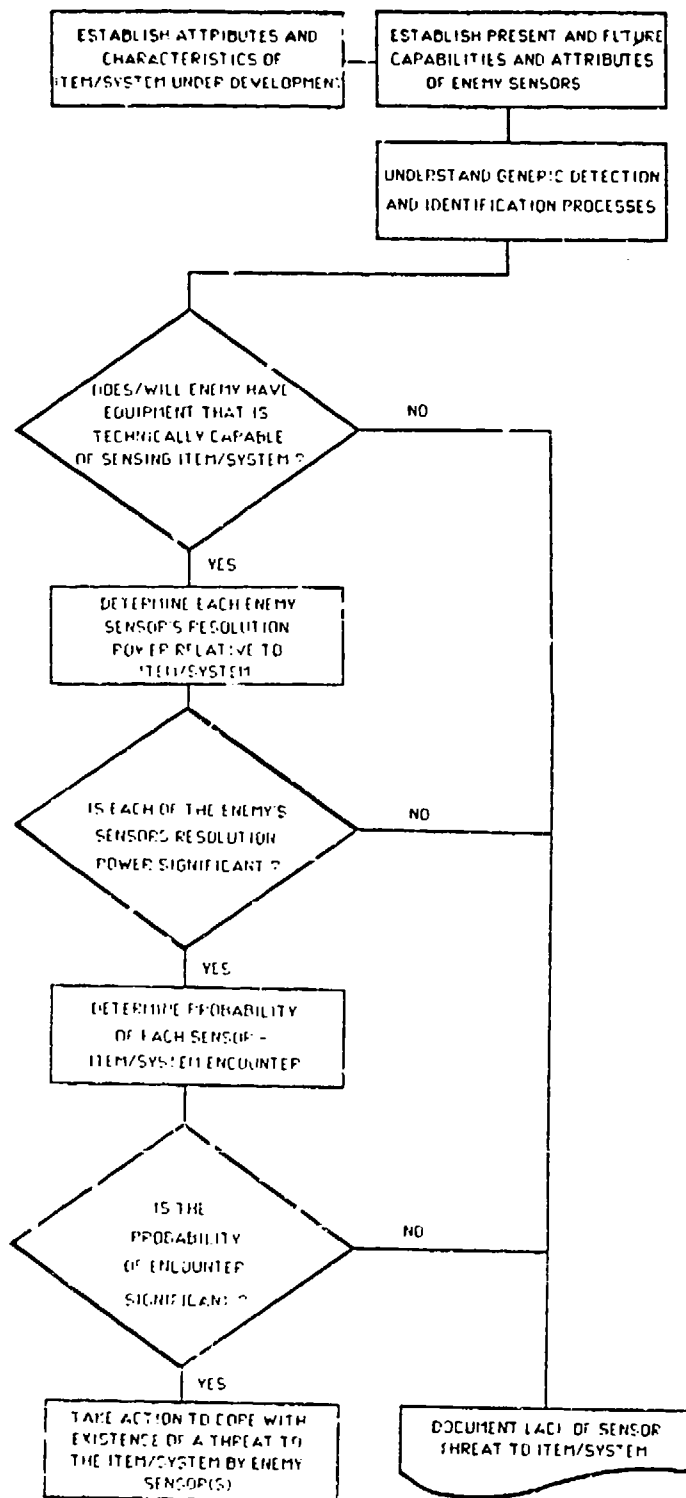 ESTABLISH ATTRIBUTES AND
CHARACTERISTICS OF
ITEM/SYSTEM UNDER DEVELOPMENT
ESTABLISH PRESENT AND FUTURE
CAPABILITIES AND ATTRIBUTES
OF ENEMY SENSORS
UNDERSTAND GENERIC DETECTION
AND IDENTIFICATION PROCESSES
DOES/WILL ENEMY HAVE
EQUIPMENT THAT IS
TECHNICALLY CAPABLE
OF SENSING ITEM/SYSTEM ?
NO
YES
DETERMINE EACH ENEMY
SENSOR'S RESOLUTION
POWER RELATIVE TO
ITEM/SYSTEM
IS EACH OF THE ENEMY'S
SENSORS RESOLUTION
POWER SIGNIFICANT ?
NO
YES
DETERMINE PROBABILITY
OF EACH SENSOR -
ITEM/SYSTEM ENCOUNTER
IS THE
PROBABILITY
OF ENCOUNTER
SIGNIFICANT ?
NO
YES
TAKE ACTION TO COPE WITH
EXISTENCE OF A THREAT TO
THE ITEM/SYSTEM BY ENEMY
SENSOR(S)
DOCUMENT LACK OF SENSOR
THREAT TO ITEM/SYSTEM